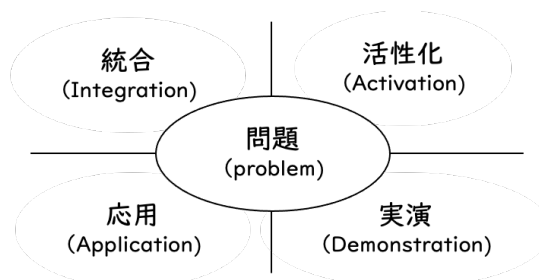 統合
(Integration)
活性化
(Activation)
問題
(problem)
応用
(Application)
実演
(Demonstration)